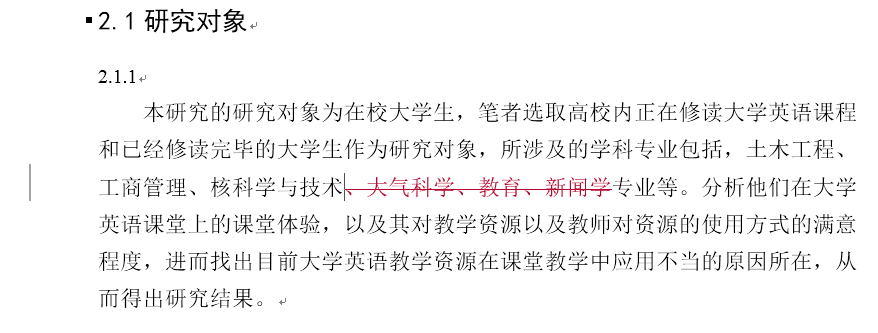 2.1 研究对象
2.1.1
本研究的研究对象为在校大学生，笔者选取高校内正在修读大学英语课程
和已经修读完毕的大学生作为研究对象，所涉及的学科专业包括，土木工程、
工商管理、核科学与技术、大气科学、教育、新闻学专业等。分析他们在大学
英语课堂上的课堂体验，以及其对教学资源以及教师对资源的使用方式的满意
程度，进而找出目前大学英语教学资源在课堂教学中应用不当的原因所在，从
而得出研究结果。